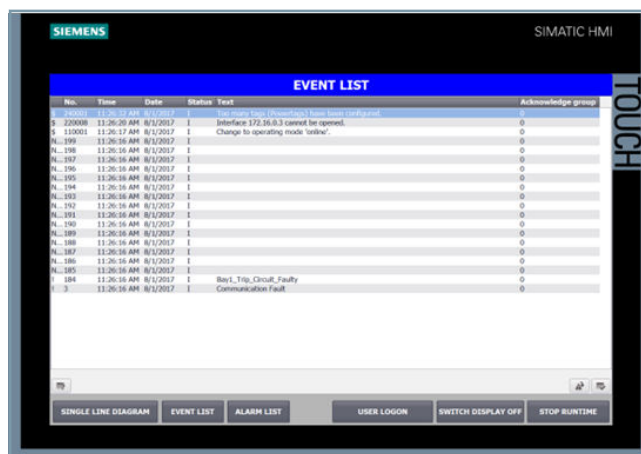 SIEMENS SIMATIC HMI
TOUCH
EVENT LIST
No. Time Date Status Text Acknowledge group
$ 290001 11:26:32 AM 8/1/2017 I Too many tags (Powertags) have been configured. 0
$ 220008 11:26:20 AM 8/1/2017 I Interface 172.16.0.3 cannot be opened. 0
$ 110001 11:26:17 AM 8/1/2017 I Change to operating mode 'online'. 0
N... 199 11:26:16 AM 8/1/2017 I 0
N... 198 11:26:16 AM 8/1/2017 I 0
N... 197 11:26:16 AM 8/1/2017 I 0
N... 196 11:26:16 AM 8/1/2017 I 0
N... 195 11:26:16 AM 8/1/2017 I 0
N... 194 11:26:16 AM 8/1/2017 I 0
N... 193 11:26:16 AM 8/1/2017 I 0
N... 192 11:26:16 AM 8/1/2017 I 0
N... 191 11:26:16 AM 8/1/2017 I 0
N... 190 11:26:16 AM 8/1/2017 I 0
N... 189 11:26:16 AM 8/1/2017 I 0
N... 188 11:26:16 AM 8/1/2017 I 0
N... 187 11:26:16 AM 8/1/2017 I 0
N... 186 11:26:16 AM 8/1/2017 I 0
N... 185 11:26:16 AM 8/1/2017 I 0
! 184 11:26:16 AM 8/1/2017 I Bay1_Trip_Circuit_Faulty 0
! 3 11:26:16 AM 8/1/2017 I Communication Fault 0
SINGLE LINE DIAGRAM EVENT LIST ALARM LIST USER LOGON SWITCH DISPLAY OFF STOP RUNTIME